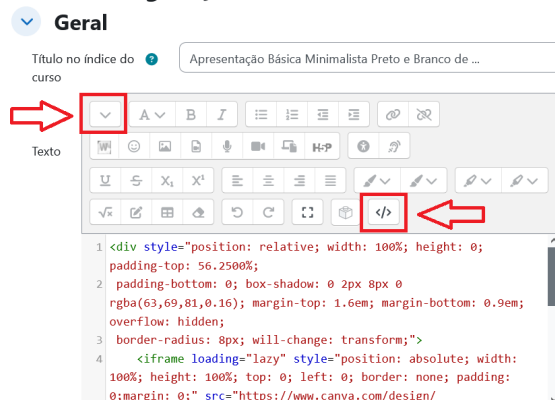 Geral
Título no índice do
curso
Apresentação Básica Minimalista Preto e Branco de ...
Texto
A B I
H-P
U S X₁ X¹
√x
</>
1 <div style="position: relative; width: 100%; height: 0;
padding-top: 56.2500%;
2 padding-bottom: 0; box-shadow: 0 2px 8px 0
rgba(63,69,81,0.16); margin-top: 1.6em; margin-bottom: 0.9em;
overflow: hidden;
3 border-radius: 8px; will-change: transform;">
4 <iframe loading="lazy" style="position: absolute; width:
100%; height: 100%; top: 0; left: 0; border: none; padding:
0;margin: 0;" src="https://www.canva.com/design/